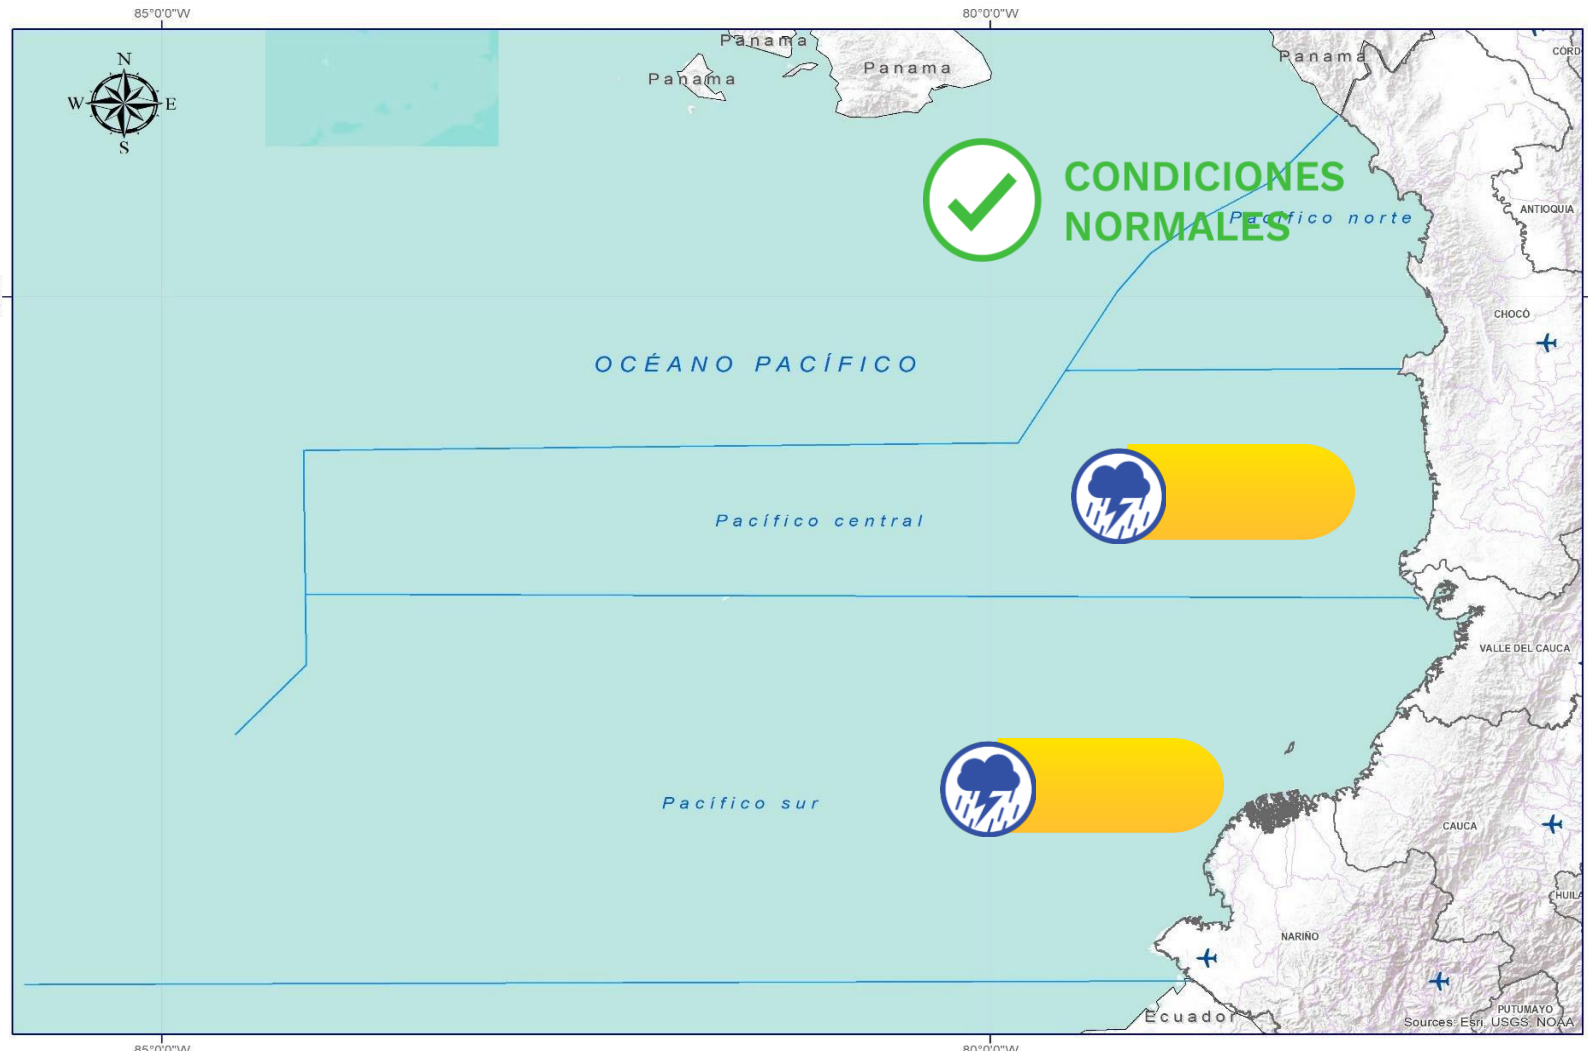 85°0'0"W
80°0'0"W
Panama
Panama
Panama
Panama
N
W E
S
CONDICIONES
NORMALES
Pacífico norte
ANTIOQUIA
CHOCÓ
OCÉANO PACÍFICO
Pacífico central
VALLE DEL CAUCA
Pacífico sur
CAUCA
HUILA
NARIÑO
PUTUMAYO
Ecuador
Sources: Esri, USGS, NOAA
85°0'0"W
80°0'0"W